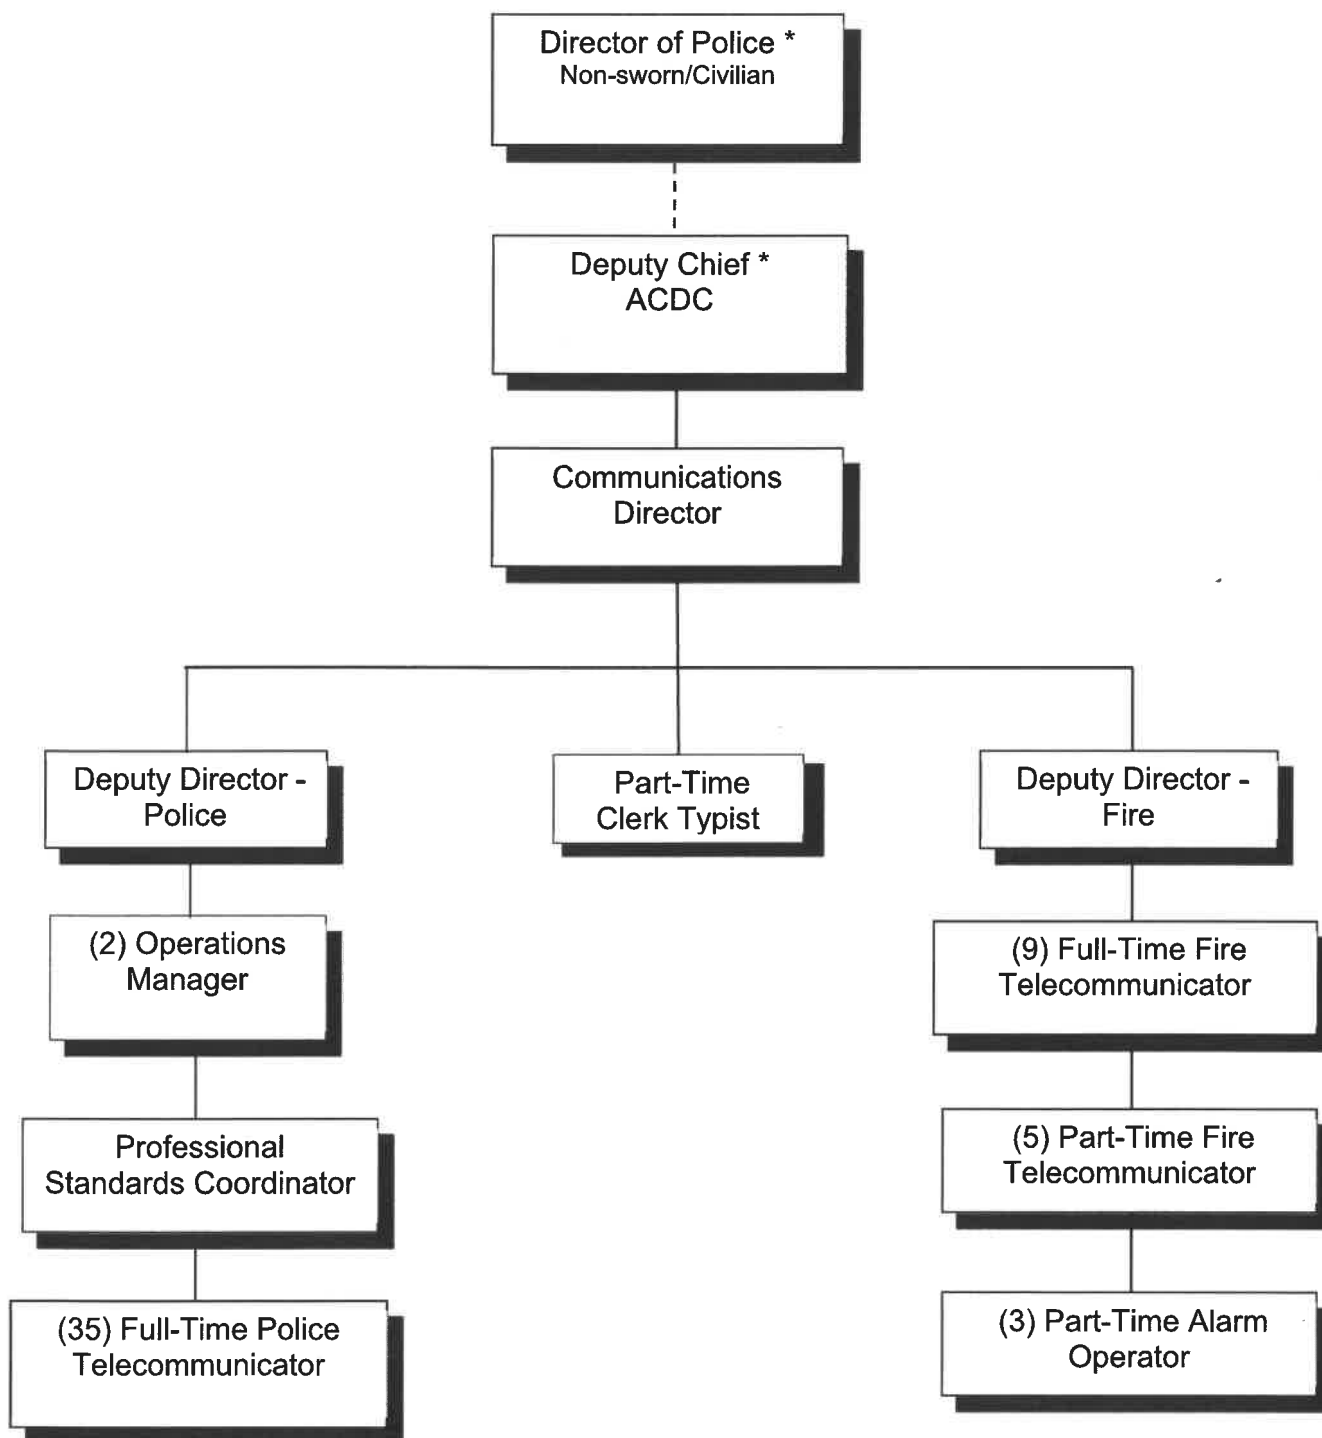 Director of Police *
Non-sworn/Civilian
Deputy Chief *
ACDC
Communications
Director
Deputy Director -
Police
Part-Time
Clerk Typist
Deputy Director -
Fire
(2) Operations
Manager
(9) Full-Time Fire
Telecommunicator
Professional
Standards Coordinator
(5) Part-Time Fire
Telecommunicator
(35) Full-Time Police
Telecommunicator
(3) Part-Time Alarm
Operator